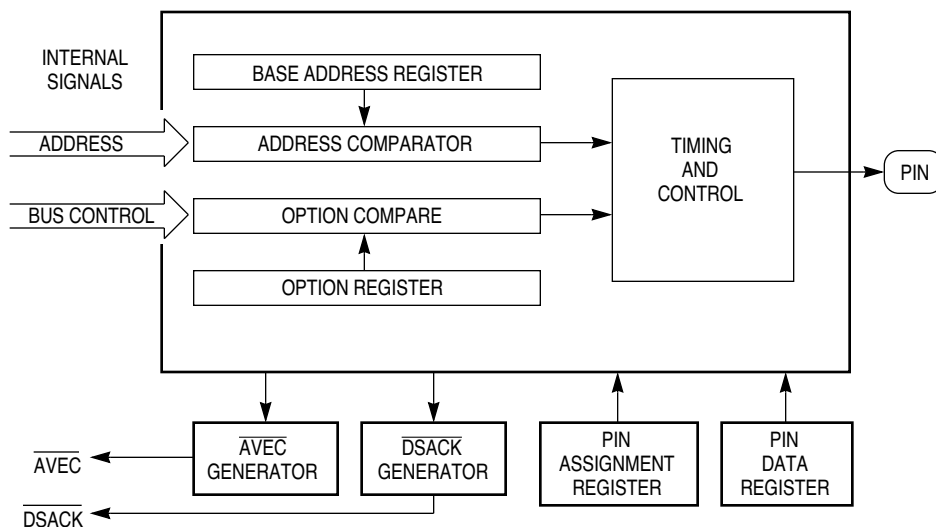 INTERNAL
SIGNALS
BASE ADDRESS REGISTER
ADDRESS
ADDRESS COMPARATOR
TIMING
AND
CONTROL
PIN
BUS CONTROL
OPTION COMPARE
OPTION REGISTER
AVEC
GENERATOR
DSACK
GENERATOR
PIN
ASSIGNMENT
REGISTER
PIN
DATA
REGISTER
AVEC
DSACK